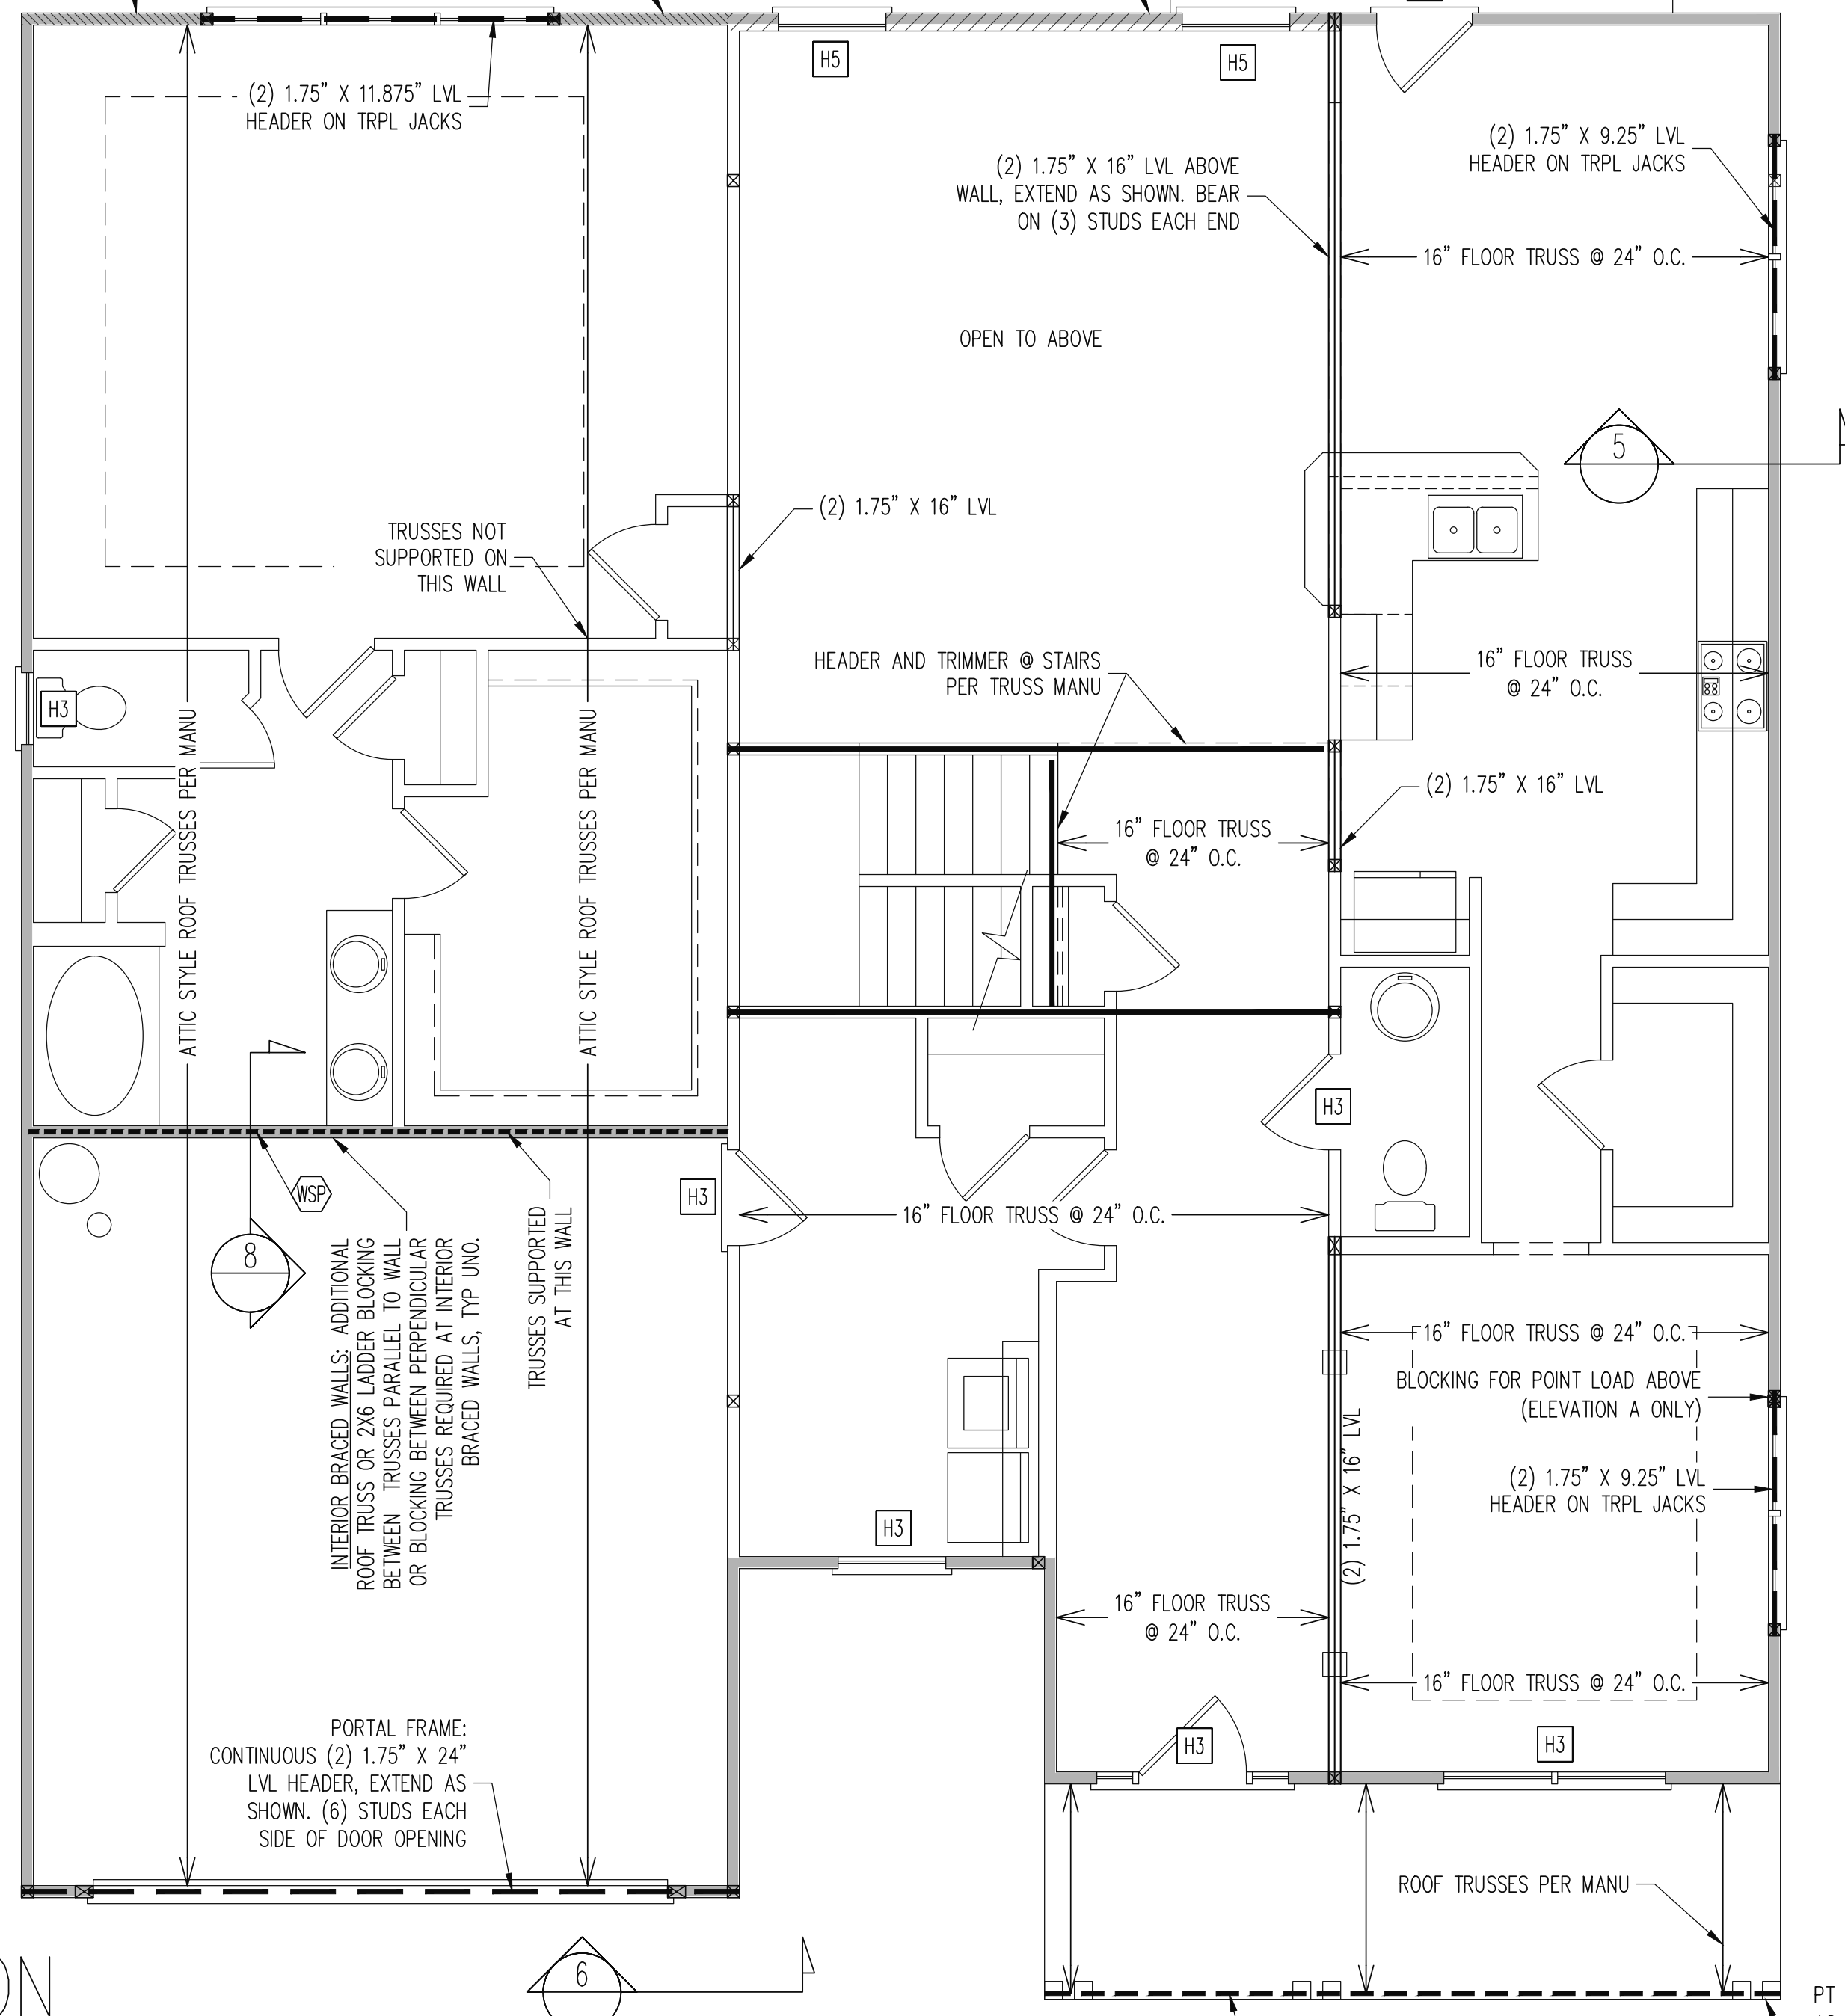 (2) 1.75” X 11.875” LVL
HEADER ON TRPL JACKS
H5
H5
(2) 1.75” X 16” LVL ABOVE
WALL, EXTEND AS SHOWN. BEAR
ON (3) STUDS EACH END
(2) 1.75” X 9.25” LVL
HEADER ON TRPL JACKS
16” FLOOR TRUSS @ 24” O.C.
OPEN TO ABOVE
5
TRUSSES NOT
SUPPORTED ON
THIS WALL
(2) 1.75” X 16” LVL
HEADER AND TRIMMER @ STAIRS
PER TRUSS MANU
16” FLOOR TRUSS
@ 24” O.C.
H3
ATTIC STYLE ROOF TRUSSES PER MANU
ATTIC STYLE ROOF TRUSSES PER MANU
(2) 1.75” X 16” LVL
16” FLOOR TRUSS
@ 24” O.C.
H3
WSP
H3
16” FLOOR TRUSS @ 24” O.C.
8
INTERIOR BRACED WALLS: ADDITIONAL
ROOF TRUSS OR 2X6 LADDER BLOCKING
BETWEEN TRUSSES PARALLEL TO WALL
OR BLOCKING BETWEEN PERPENDICULAR
TRUSSES REQUIRED AT INTERIOR
BRACED WALLS, TYP UNO.
TRUSSES SUPPORTED
AT THIS WALL
16” FLOOR TRUSS @ 24” O.C.
BLOCKING FOR POINT LOAD ABOVE
(ELEVATION A ONLY)
(2) 1.75” X 16” LVL
(2) 1.75” X 9.25” LVL
HEADER ON TRPL JACKS
H3
16” FLOOR TRUSS
@ 24” O.C.
16” FLOOR TRUSS @ 24” O.C.
PORTAL FRAME:
CONTINUOUS (2) 1.75” X 24”
LVL HEADER, EXTEND AS
SHOWN. (6) STUDS EACH
SIDE OF DOOR OPENING
H3
H3
ROOF TRUSSES PER MANU
6
PT